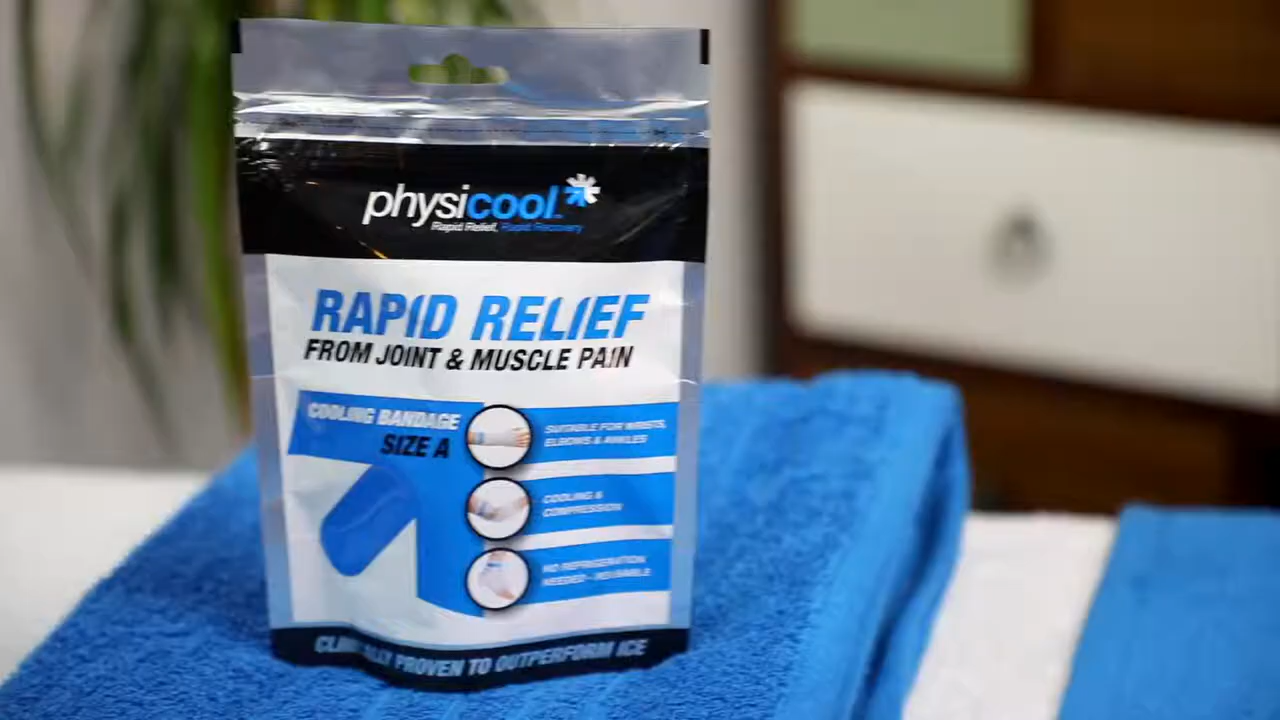 physicool
Rapid Relief, Rapid Recovery
RAPID RELIEF
FROM JOINT & MUSCLE PAIN
COOLING BANDAGE
SIZE A
SUITABLE FOR WRISTS,
ELBOWS & ANKLES
COOLING &
COMPRESSION
NO REFRIGERATION
NEEDED - REUSABLE
CLINICALLY PROVEN TO OUTPERFORM ICE